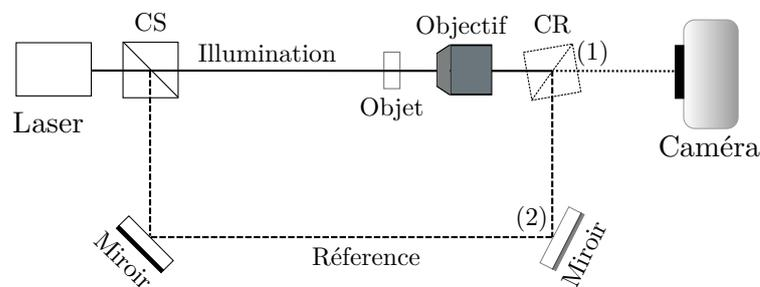 CS
Objectif
CR
Illumination
(1)
Laser
Objet
Caméra
(2)
Miroir
Réference
Miroir